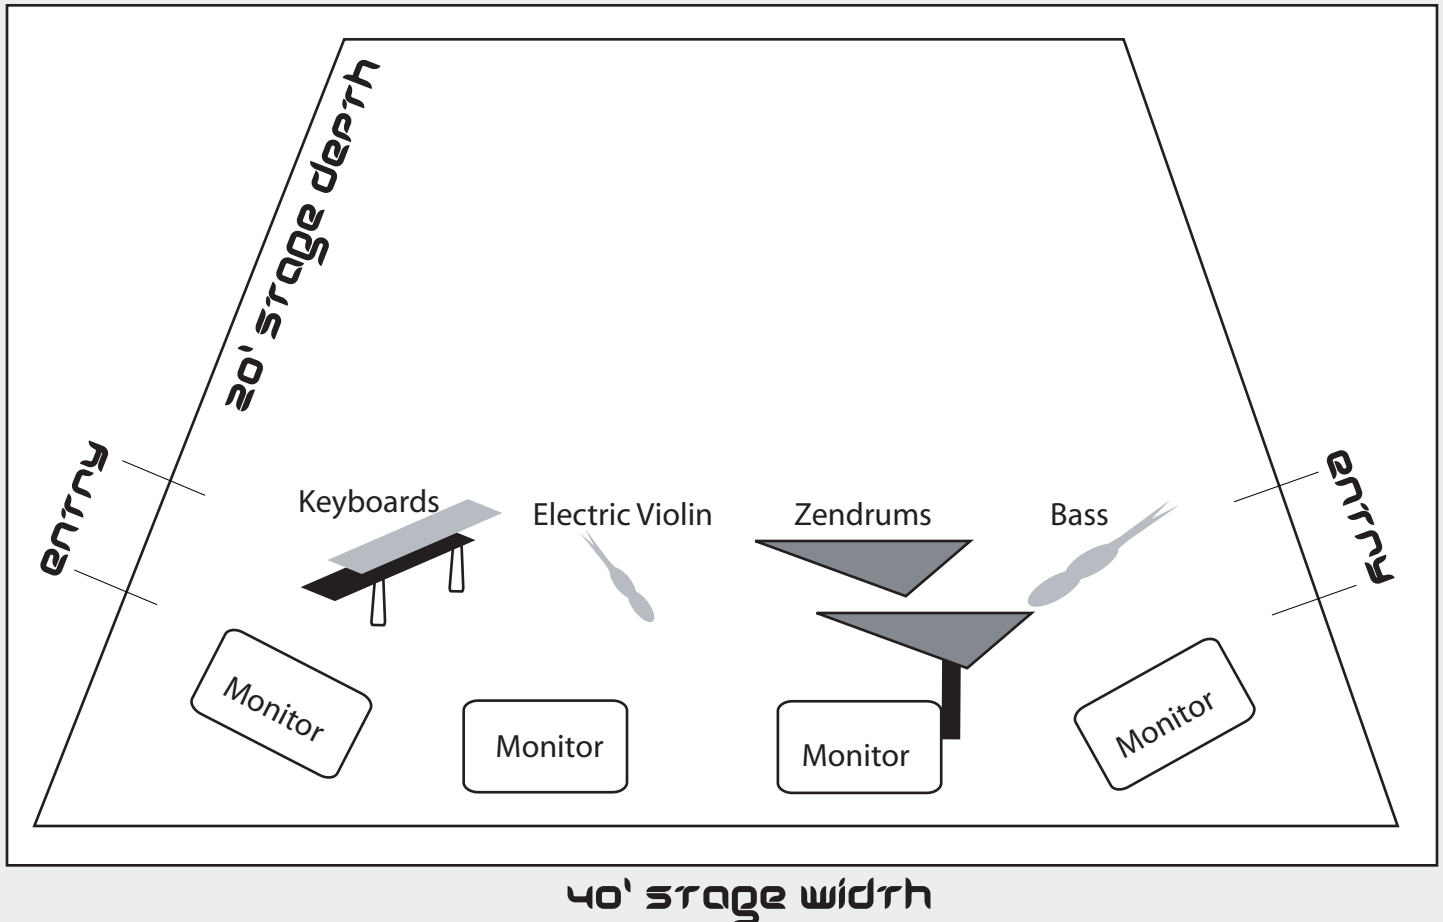 20' stage depth
entry
entry
Keyboards
Electric Violin
Zendrums
Bass
Monitor
Monitor
Monitor
Monitor
40' stage width